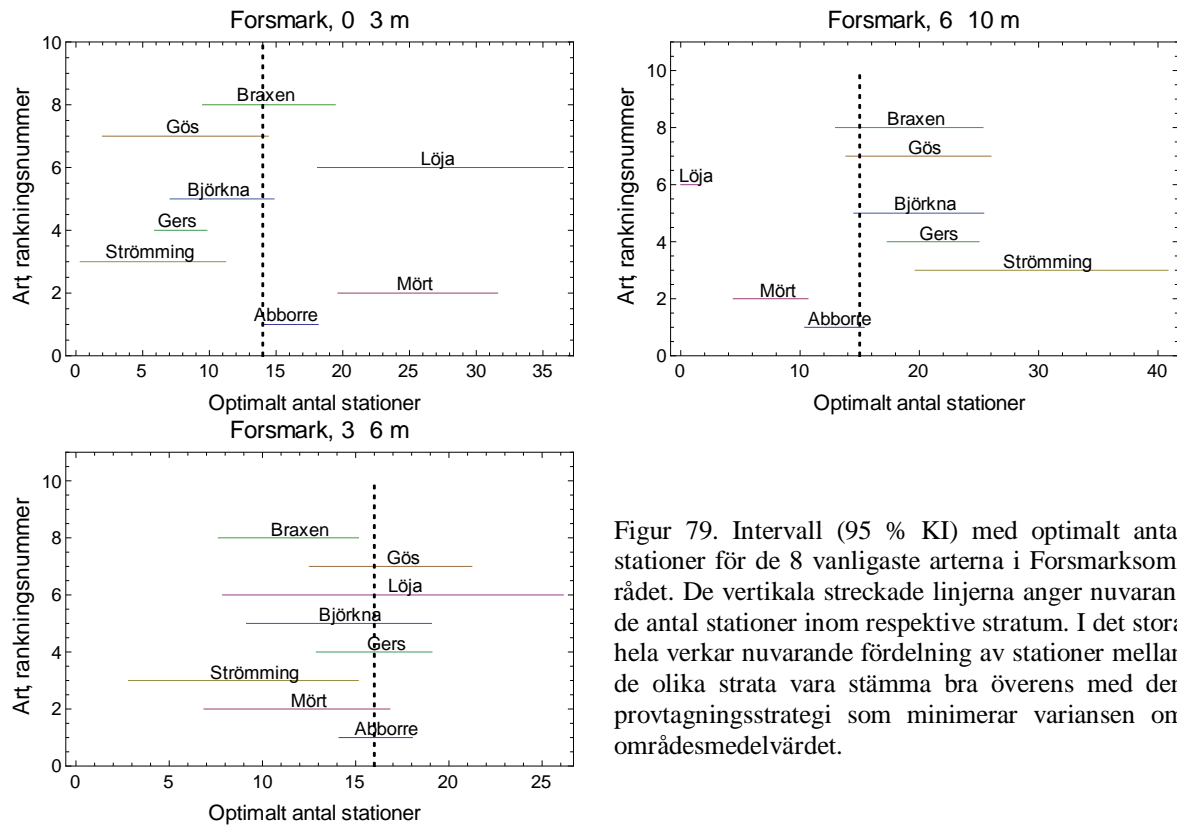 Forsmark, 0 3 m
10
8
6
4
2
0
Art, rankningsnummer
Braxen
Gös
Löja
Björkna
Gers
Strömming
Mört
Abborre
0 5 10 15 20 25 30 35
Optimalt antal stationer
Forsmark, 6 10 m
10
8
6
4
2
0
Art, rankningsnummer
Braxen
Gös
Löja
Björkna
Gers
Strömming
Mört
Abborre
0 10 20 30 40
Optimalt antal stationer
Forsmark, 3 6 m
10
8
6
4
2
0
Art, rankningsnummer
Braxen
Gös
Löja
Björkna
Gers
Strömming
Mört
Abborre
0 5 10 15 20 25
Optimalt antal stationer
Figur 79. Intervall (95 % KI) med optimalt antal
stationer för de 8 vanligaste arterna i Forsmarksom
rådet. De vertikala streckade linjerna anger nuvaran
de antal stationer inom respektive stratum. I det stora
hela verkar nuvarande fördelning av stationer mellan
de olika strata vara stämma bra överens med den
provtagningsstrategi som minimerar variansen om
områdesmedelvärdet.